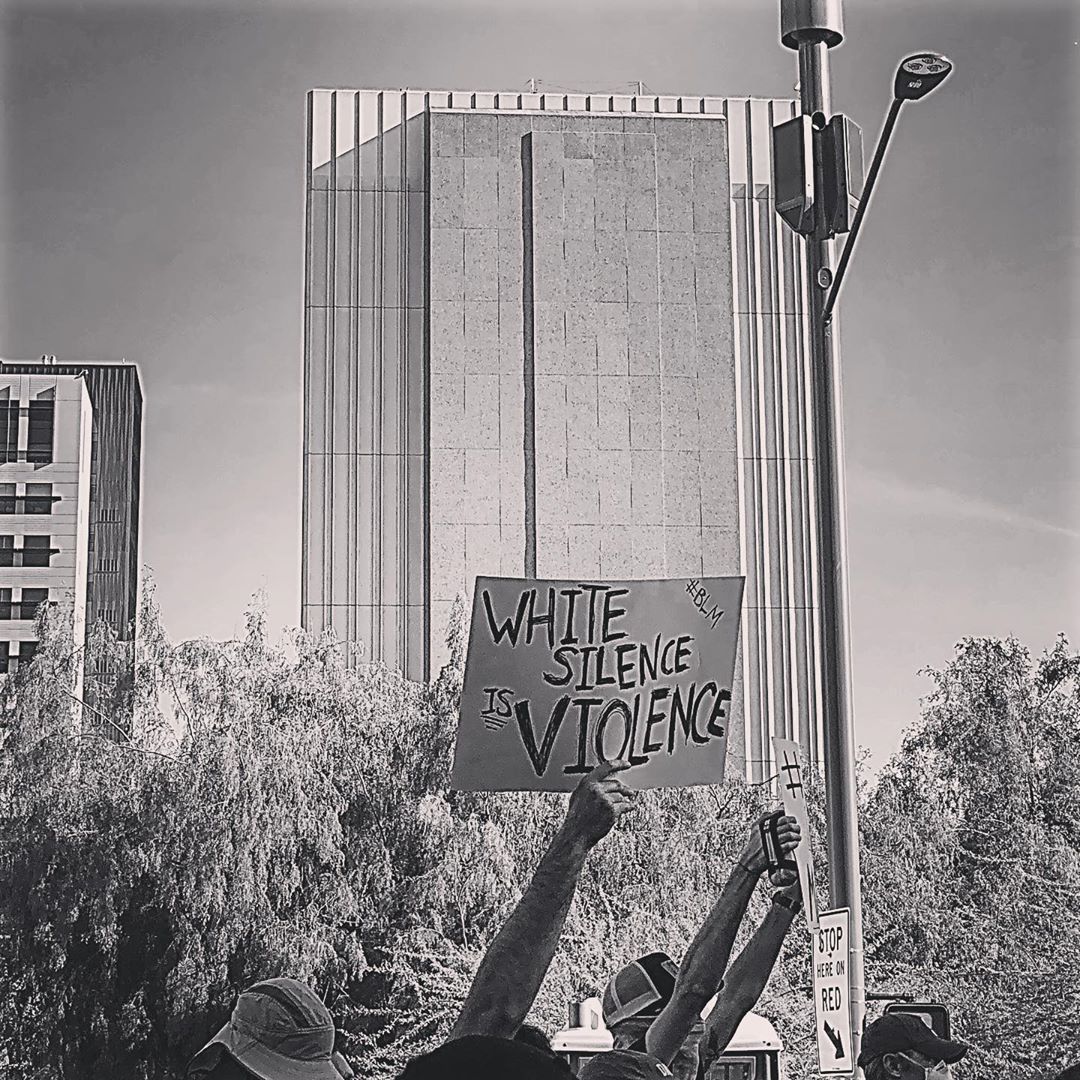 #BLM
WHITE
SILENCE
IS VIOLENCE
#
STOP
HERE ON
RED